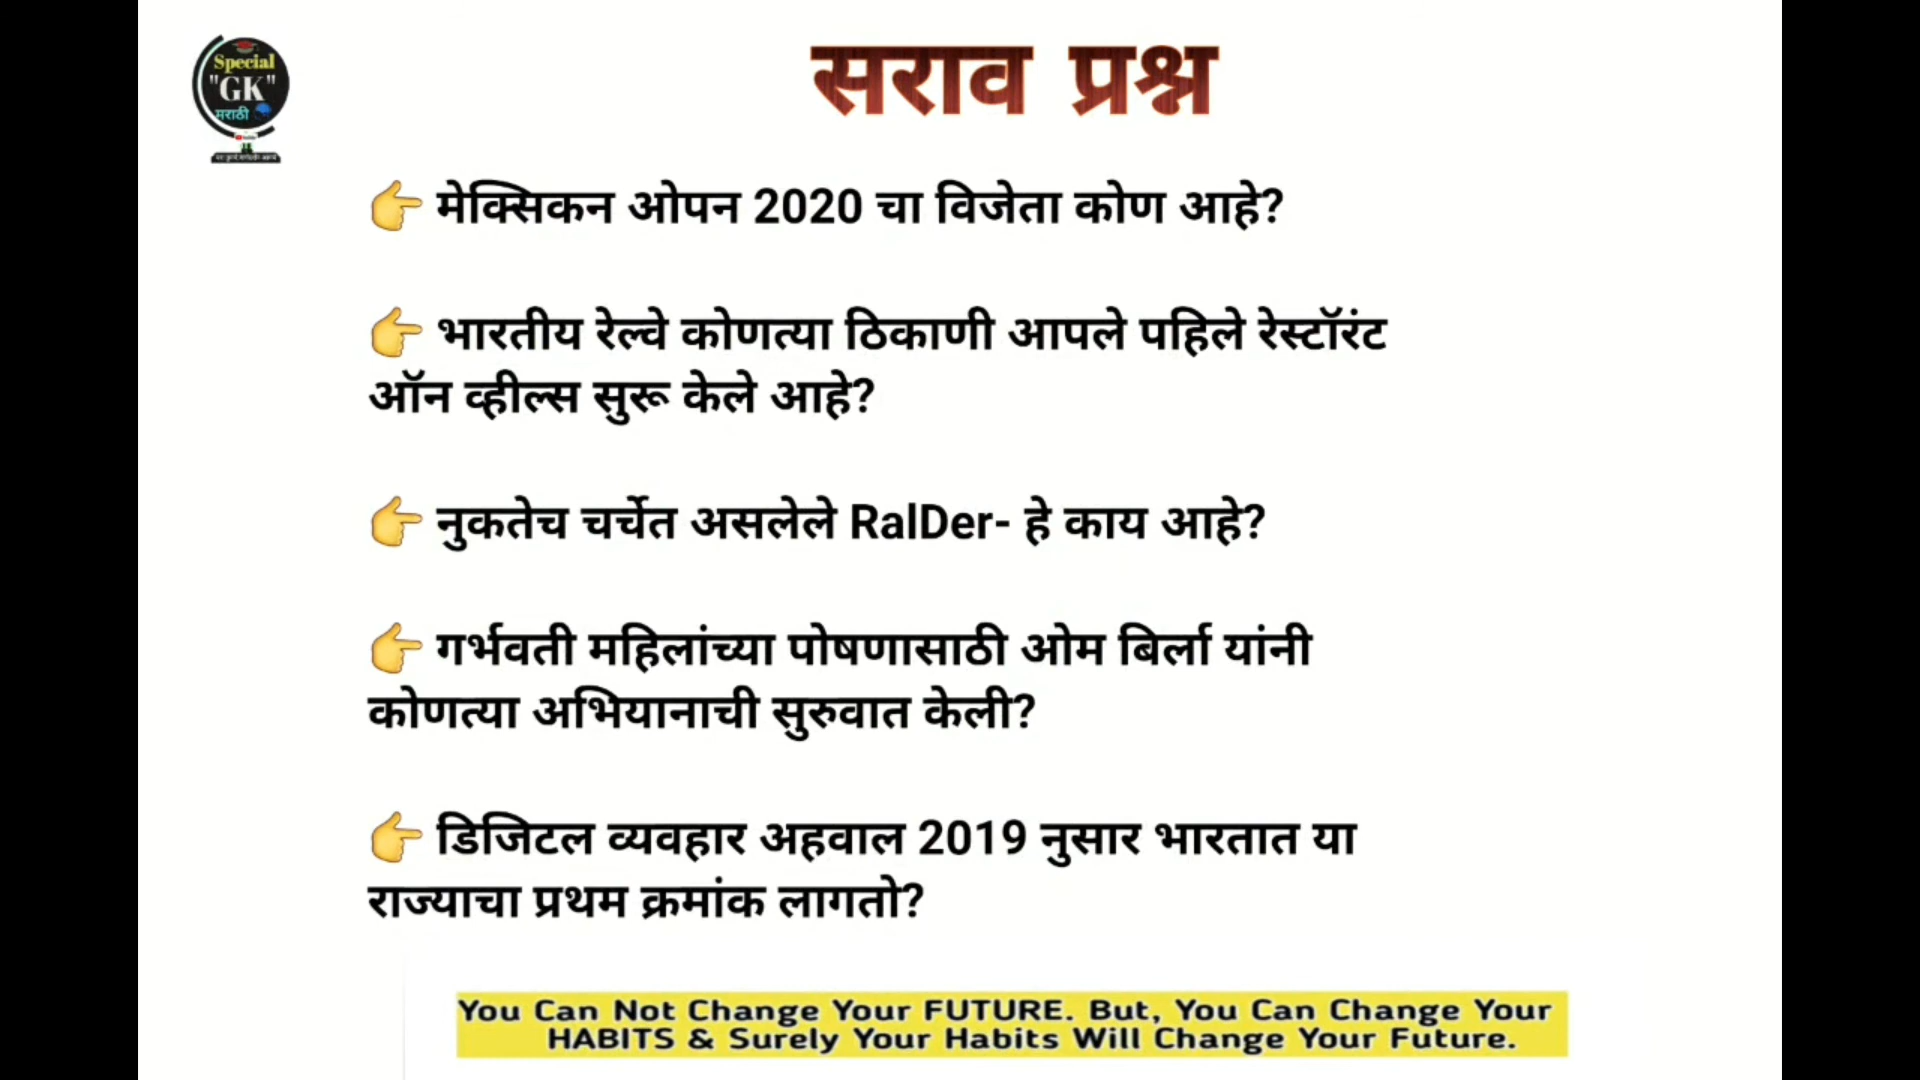 Special
"GK"
मराठी
सराव प्रश्न
👉 मेक्सिकन ओपन 2020 चा विजेता कोण आहे?
👉 भारतीय रेल्वे कोणत्या ठिकाणी आपले पहिले रेस्टॉरंट
ऑन व्हील्स सुरू केले आहे?
👉 नुकतेच चर्चेत असलेले RalDer- हे काय आहे?
👉 गर्भवती महिलांच्या पोषणासाठी ओम बिर्ला यांनी
कोणत्या अभियानाची सुरुवात केली?
👉 डिजिटल व्यवहार अहवाल 2019 नुसार भारतात या
राज्याचा प्रथम क्रमांक लागतो?
You Can Not Change Your FUTURE. But, You Can Change Your
HABITS & Surely Your Habits Will Change Your Future.